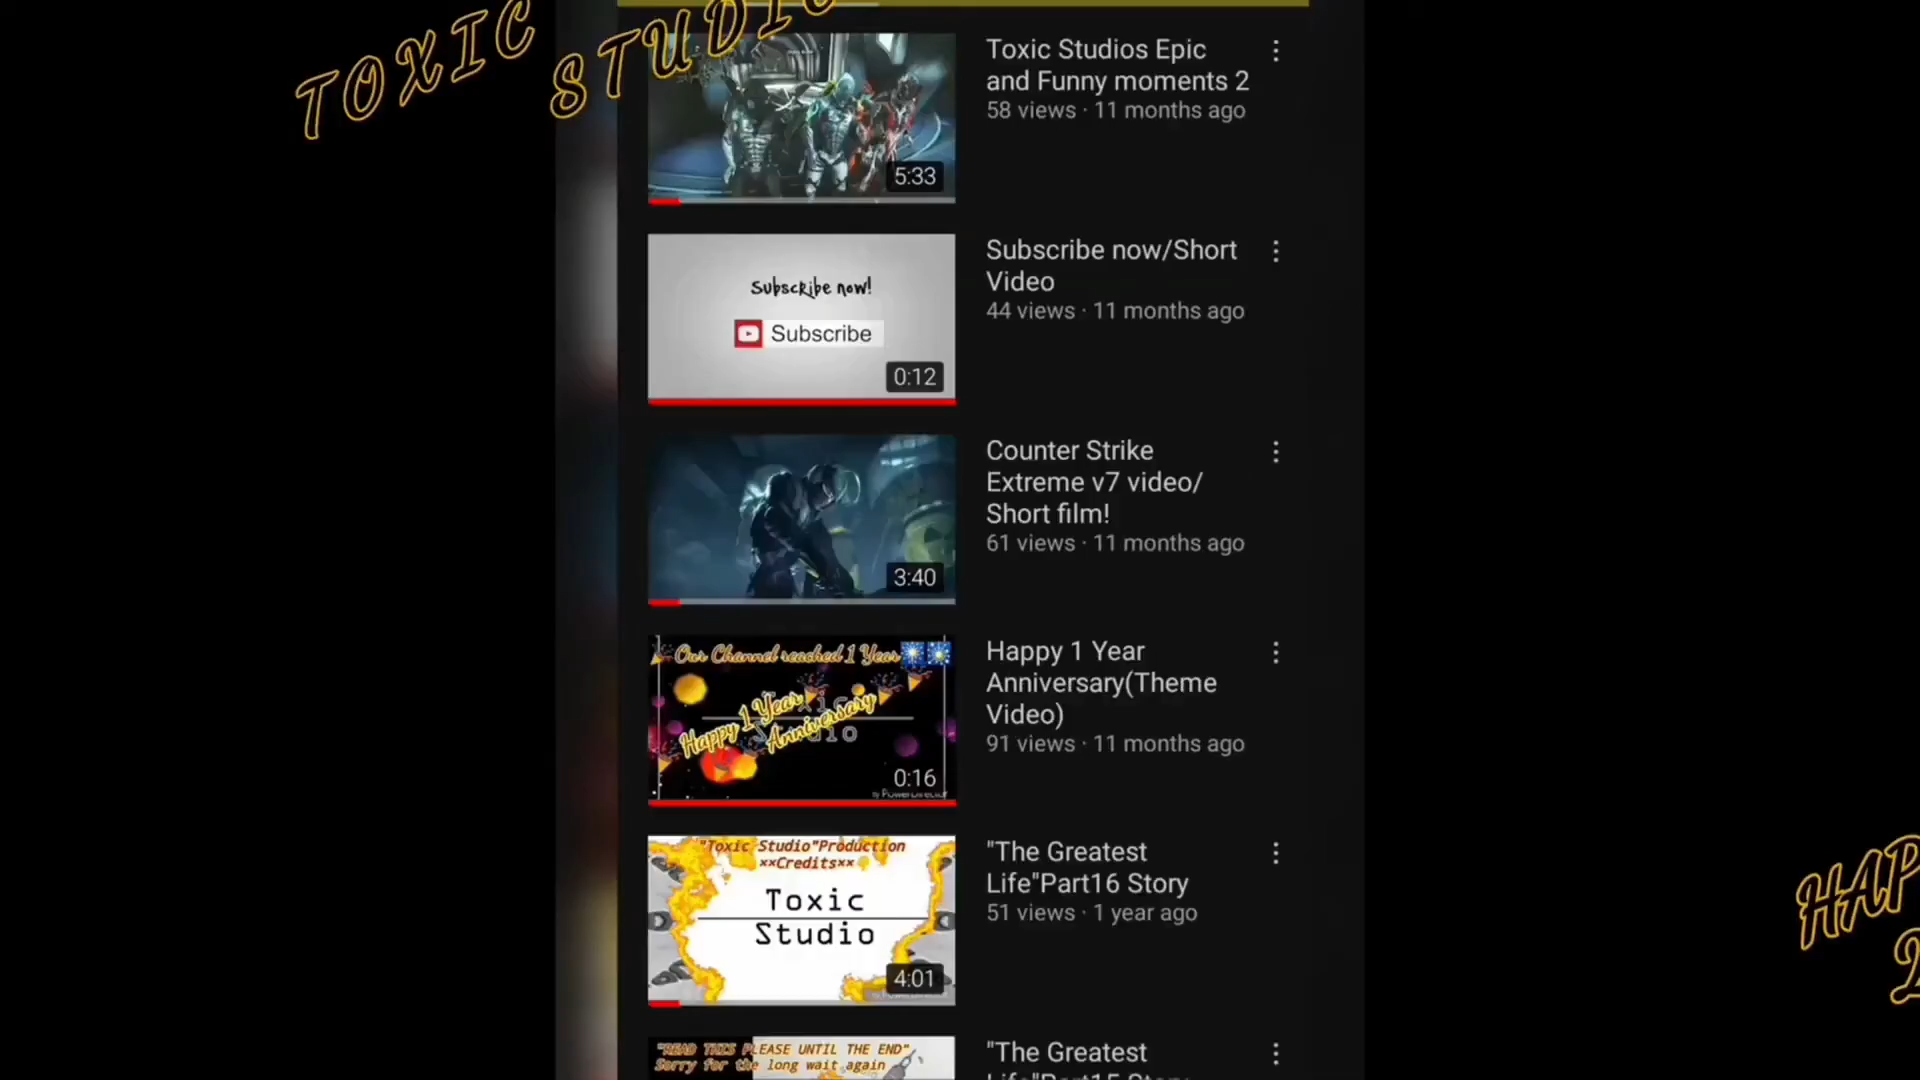 TOXIC
STUDIO
Toxic Studios Epic
and Funny moments 2
58 views · 11 months ago
5:33
Subscribe now!
Subscribe
0:12
Subscribe now/Short
Video
44 views · 11 months ago
Counter Strike
Extreme v7 video/
Short film!
61 views · 11 months ago
3:40
Our Channel reached 1 Year
Happy 1 Year
Anniversary
0:16
by PowerDirector
Happy 1 Year
Anniversary(Theme
Video)
91 views · 11 months ago
"Toxic Studio"Production
××Credits××
Toxic
Studio
4:01
"The Greatest
Life"Part16 Story
51 views · 1 year ago
HAP
"READ THIS PLEASE UNTIL THE END"
Sorry for the long wait again
"The Greatest
Life"Part15 Story